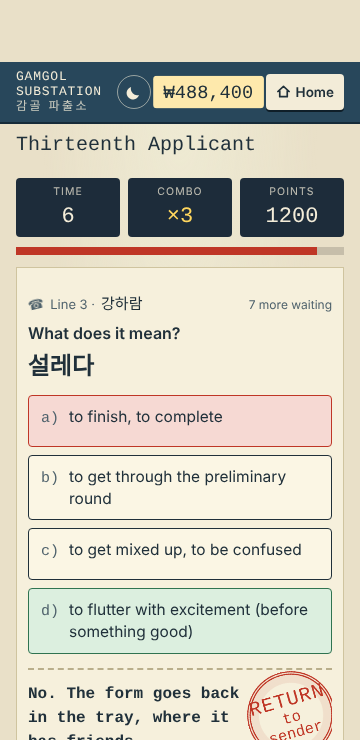 GAMGOL
SUBSTATION
감골 파출소
₩488,400
Home
Thirteenth Applicant
TIME
6
COMBO
×3
POINTS
1200
☎ Line 3 · 강하람
7 more waiting
What does it mean?
설레다
a) to finish, to complete
b) to get through the preliminary
round
c) to get mixed up, to be confused
d) to flutter with excitement (before
something good)
No. The form goes back
in the tray, where it
has friends.
RETURN
to
sender